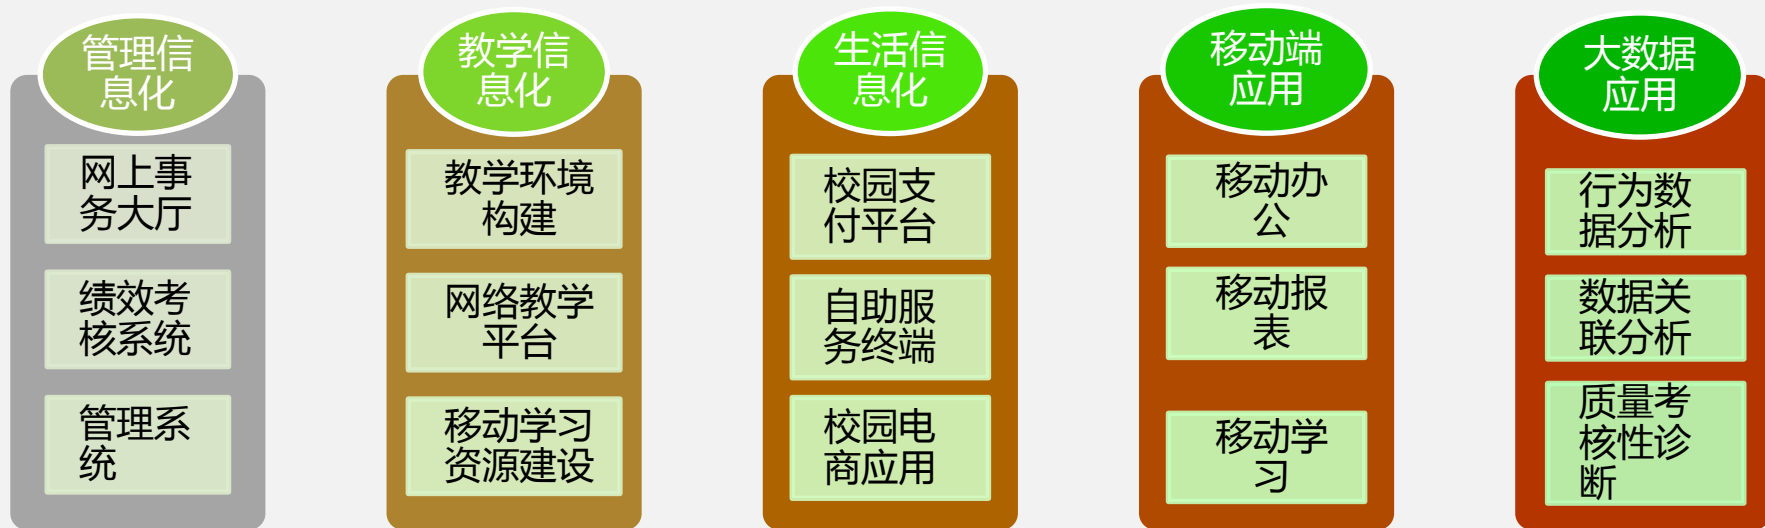 管理信
息化
网上事
务大厅
绩效考
核系统
管理系
统
教学信
息化
教学环境
构建
网络教学
平台
移动学习
资源建设
生活信
息化
校园支
付平台
自助服
务终端
校园电
商应用
移动端
应用
移动办
公
移动报
表
移动学
习
大数据
应用
行为数
据分析
数据关
联分析
质量考
核性诊
断